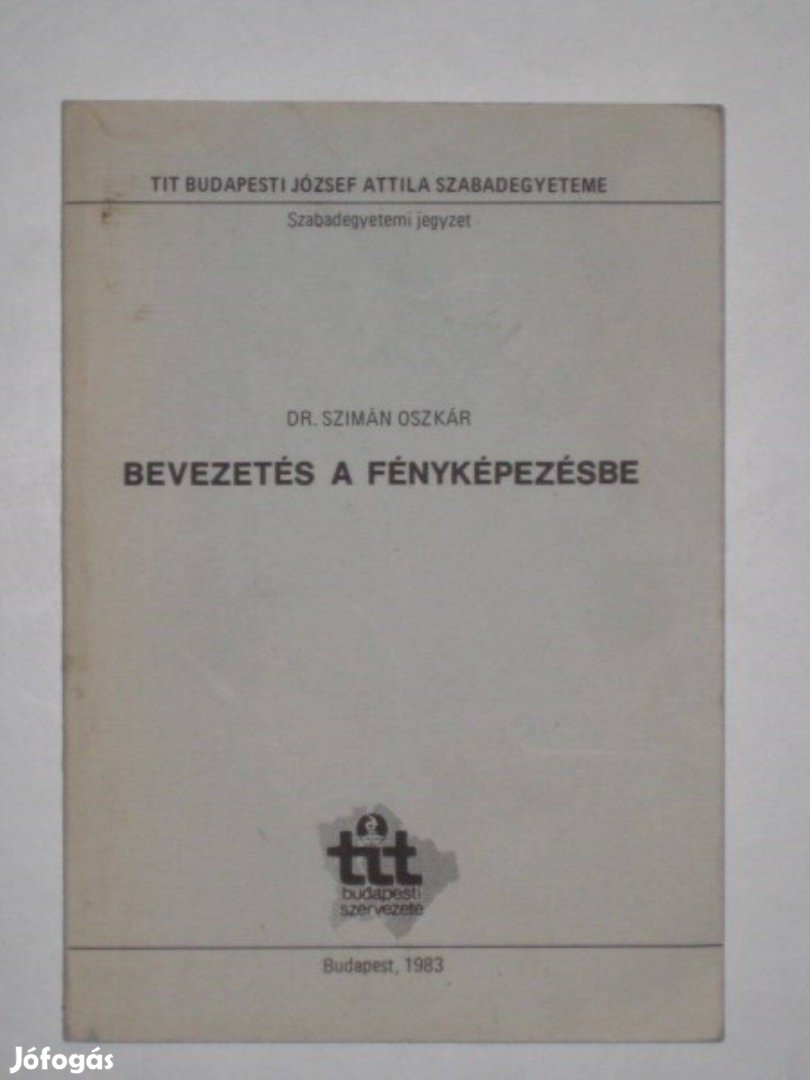 TIT BUDAPESTI JÓZSEF ATTILA SZABADEGYETEME
Szabadegyetemi jegyzet
DR. SZIMÁN OSZKÁR
BEVEZETÉS A FÉNYKÉPEZÉSBE
tit
budapesti
szervezete
Budapest, 1983
Jófogás